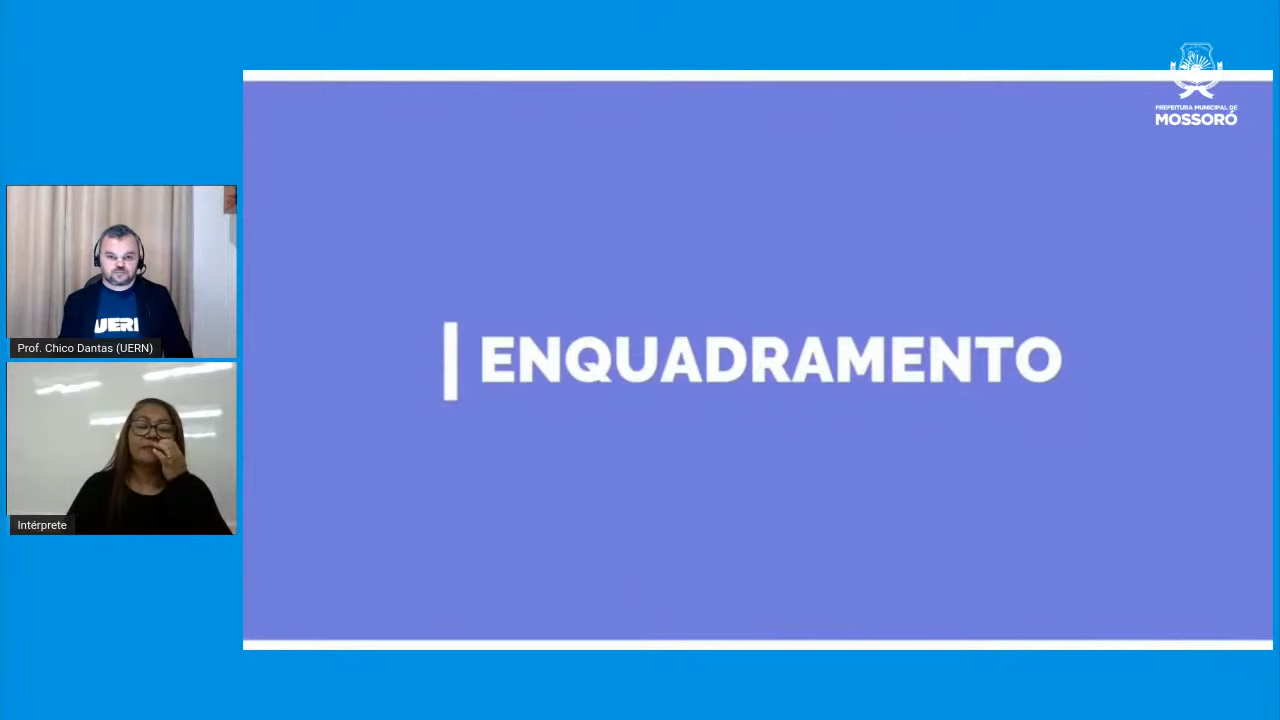 PREFEITURA MUNICIPAL DE
MOSSORÓ
UERN
Prof. Chico Dantas (UERN)
ENQUADRAMENTO
Intérprete